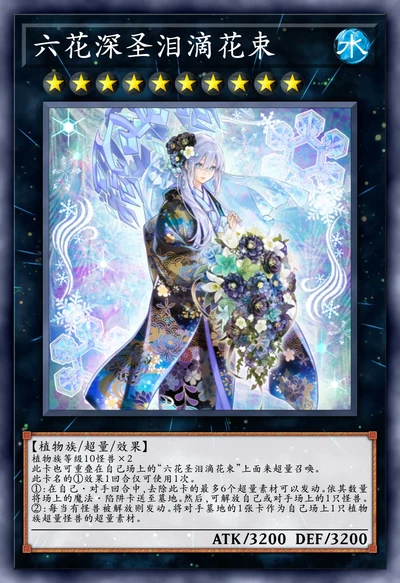 六花深圣泪滴花束
水
【植物族/超量/效果】
植物族等级10怪兽×2
此卡也可重叠在自己场上的“六花圣泪滴花束”上面来超量召唤。
此卡名的①效果1回合仅可使用1次。
①：在自己・对手回合中，去除此卡的最多6个超量素材可以发动。依其数量
将场上的魔法・陷阱卡送至墓地。然后，可解放自己或对手场上的1只怪兽。
②：每当有怪兽被解放则发动。将对手墓地的1张卡作为自己场上1只植物
族超量怪兽的超量素材。
ATK/3200 DEF/3200